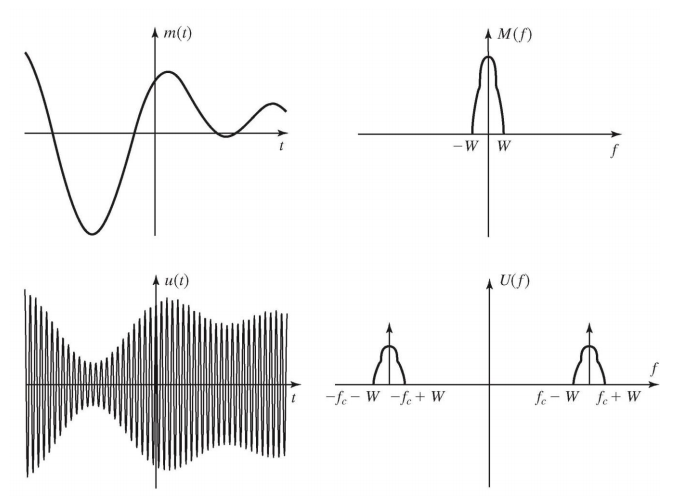 m(t)
t
M(f)
−W
W
f
u(t)
t
U(f)
f
−f_c − W
−f_c + W
f_c − W
f_c + W